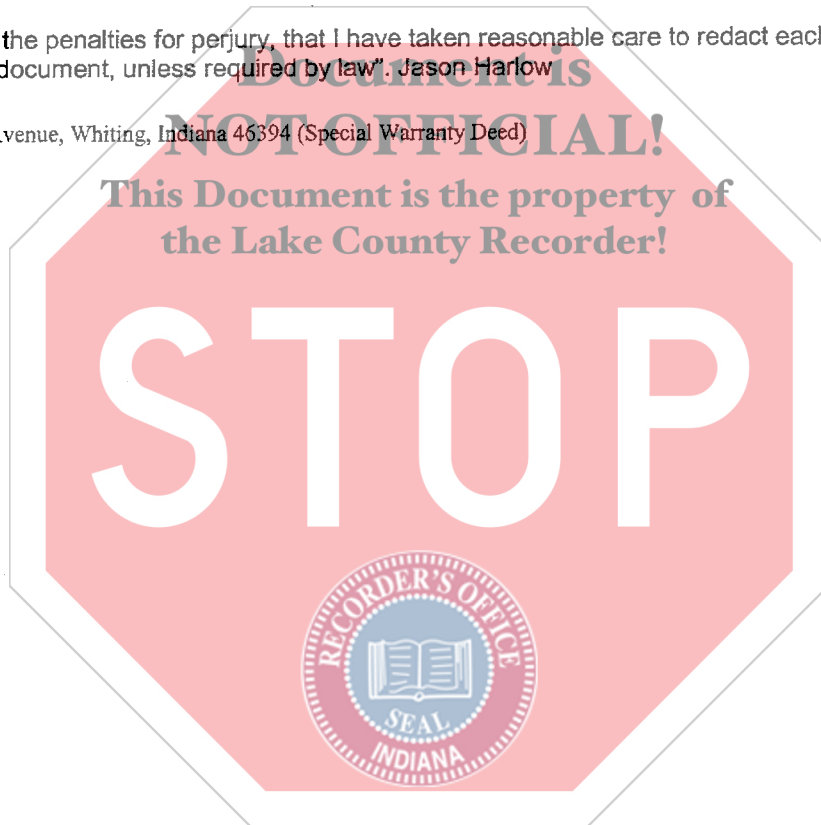 the penalties for perjury, that I have taken reasonable care to redact each
document, unless required by law". Jason Harlow
Document is
venue, Whiting, Indiana 46394 (Special Warranty Deed)
NOT OFFICIAL!
This Document is the property of
the Lake County Recorder!
STOP
RECORDER'S OFFICE
SEAL
INDIANA